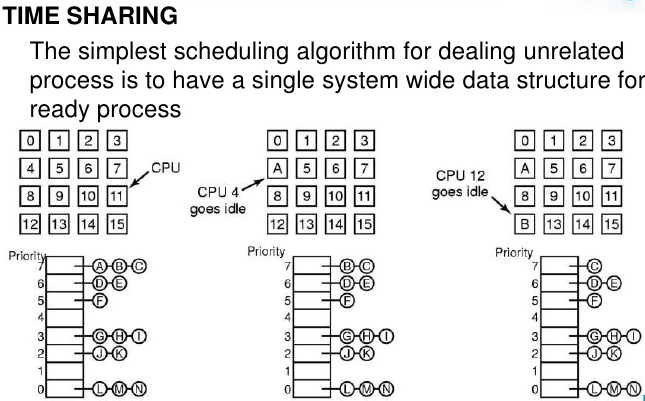 TIME SHARING
The simplest scheduling algorithm for dealing unrelated
process is to have a single system wide data structure for
ready process
0 1 2 3
4 5 6 7
8 9 10 11
12 13 14 15
CPU
Priority
7 A B C
6 D E
5 F
4
3 G H I
2 J K
1
0 L M N
0 1 2 3
A 5 6 7
8 9 10 11
12 13 14 15
CPU 4
goes idle
Priority
7 B C
6 D E
5 F
4
3 G H I
2 J K
1
0 L M N
0 1 2 3
A 5 6 7
8 9 10 11
B 13 14 15
CPU 12
goes idle
Priority
7 C
6 D E
5 F
4
3 G H I
2 J K
1
0 L M N